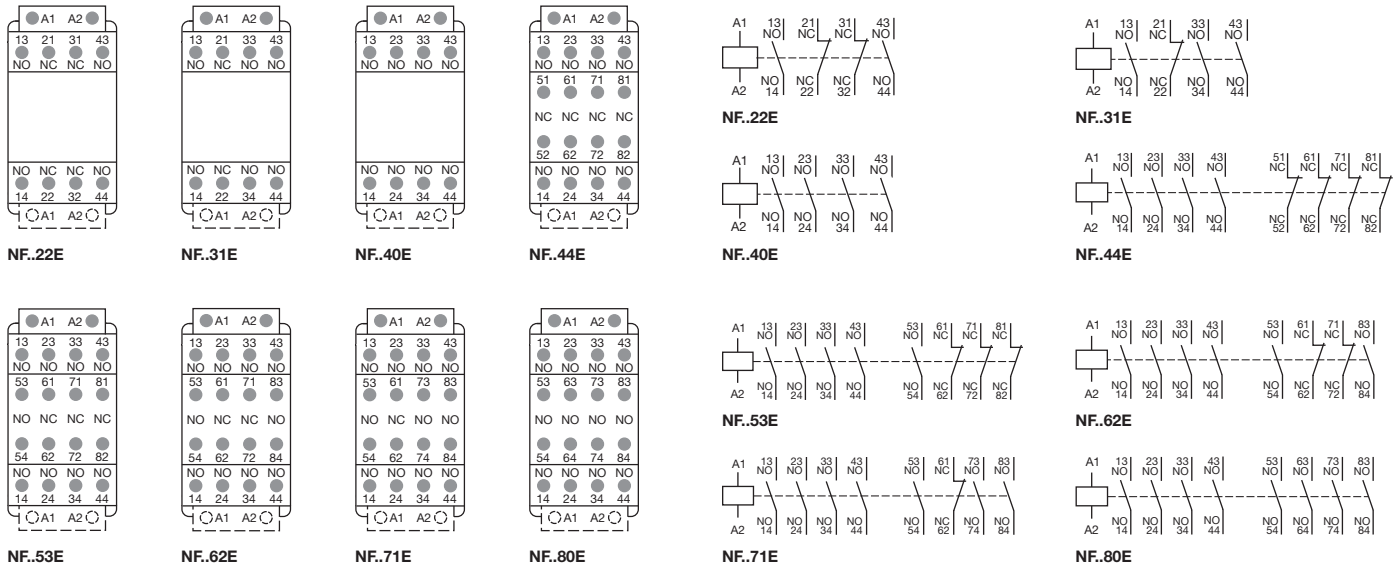 A1 A2
13 21 31 43
NO NC NC NO
NO NC NC NO
14 22 32 44
A1 A2
NF..22E
A1 A2
13 21 33 43
NO NC NO NO
NO NC NO NO
14 22 34 44
A1 A2
NF..31E
A1 A2
13 23 33 43
NO NO NO NO
NO NO NO NO
14 24 34 44
A1 A2
NF..40E
A1 A2
13 23 33 43
NO NO NO NO
51 61 71 81
NC NC NC NC
52 62 72 82
NO NO NO NO
14 24 34 44
A1 A2
NF..44E
A1 13 21 31 43
NO NC NC NO
NO NC NC NO
A2 14 22 32 44
NF..22E
A1 13 21 33 43
NO NC NO NO
NO NC NO NO
A2 14 22 34 44
NF..31E
A1 13 23 33 43
NO NO NO NO
NO NO NO NO
A2 14 24 34 44
NF..40E
A1 13 23 33 43 51 61 71 81
NO NO NO NO NC NC NC NC
NO NO NO NO NC NC NC NC
A2 14 24 34 44 52 62 72 82
NF..44E
A1 A2
13 23 33 43
NO NO NO NO
53 61 71 81
NO NC NC NC
54 62 72 82
NO NO NO NO
14 24 34 44
A1 A2
NF..53E
A1 A2
13 23 33 43
NO NO NO NO
53 61 71 83
NO NC NC NO
54 62 72 84
NO NO NO NO
14 24 34 44
A1 A2
NF..62E
A1 A2
13 23 33 43
NO NO NO NO
53 61 73 83
NO NC NO NO
54 62 74 84
NO NO NO NO
14 24 34 44
A1 A2
NF..71E
A1 A2
13 23 33 43
NO NO NO NO
53 63 73 83
NO NO NO NO
54 64 74 84
NO NO NO NO
14 24 34 44
A1 A2
NF..80E
A1 13 23 33 43 53 61 71 81
NO NO NO NO NO NC NC NC
NO NO NO NO NO NC NC NC
A2 14 24 34 44 54 62 72 82
NF..53E
A1 13 23 33 43 53 61 71 83
NO NO NO NO NO NC NC NO
NO NO NO NO NO NC NC NO
A2 14 24 34 44 54 62 72 84
NF..62E
A1 13 23 33 43 53 61 73 83
NO NO NO NO NO NC NO NO
NO NO NO NO NO NC NO NO
A2 14 24 34 44 54 62 74 84
NF..71E
A1 13 23 33 43 53 63 73 83
NO NO NO NO NO NO NO NO
NO NO NO NO NO NO NO NO
A2 14 24 34 44 54 64 74 84
NF..80E